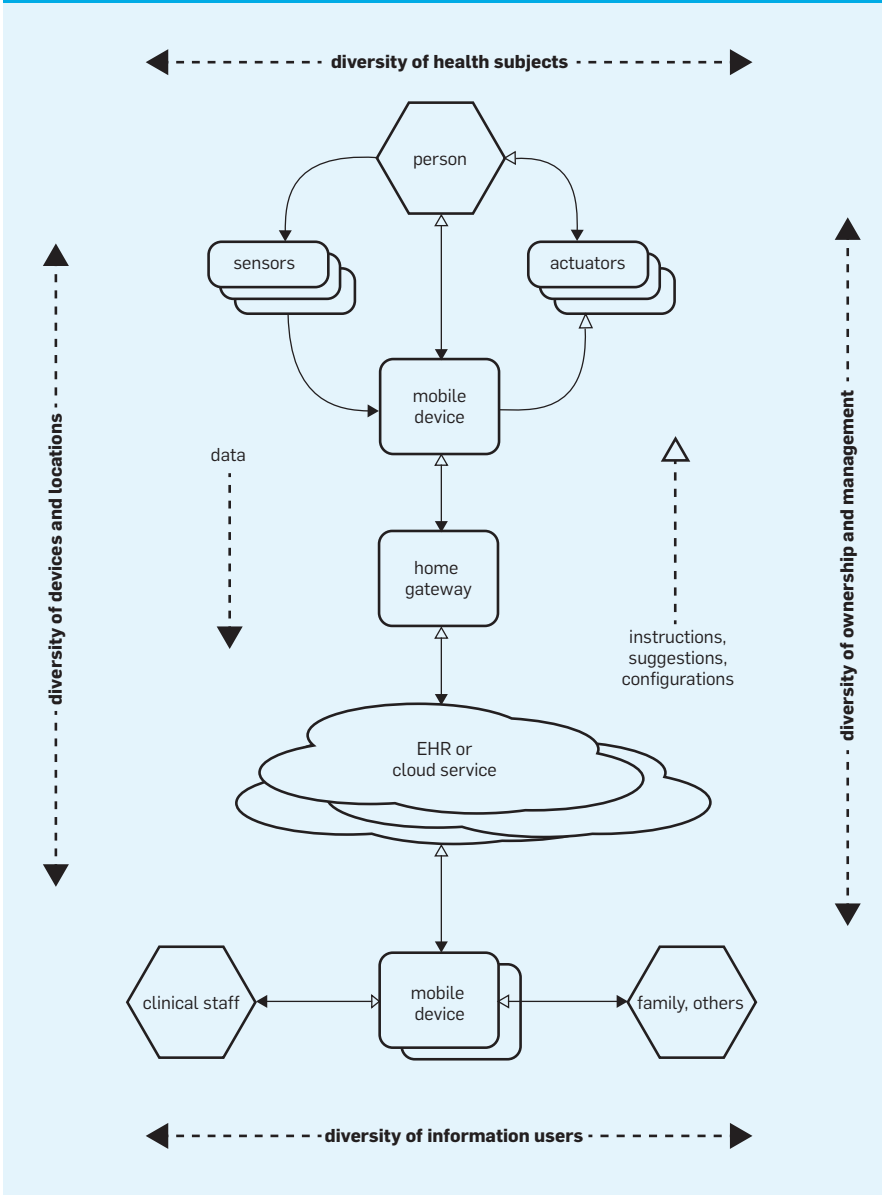 diversity of health subjects
person
sensors
actuators
mobile
device
data
diversity of devices and locations
diversity of ownership and management
home
gateway
instructions,
suggestions,
configurations
EHR or
cloud service
clinical staff
mobile
device
family, others
diversity of information users